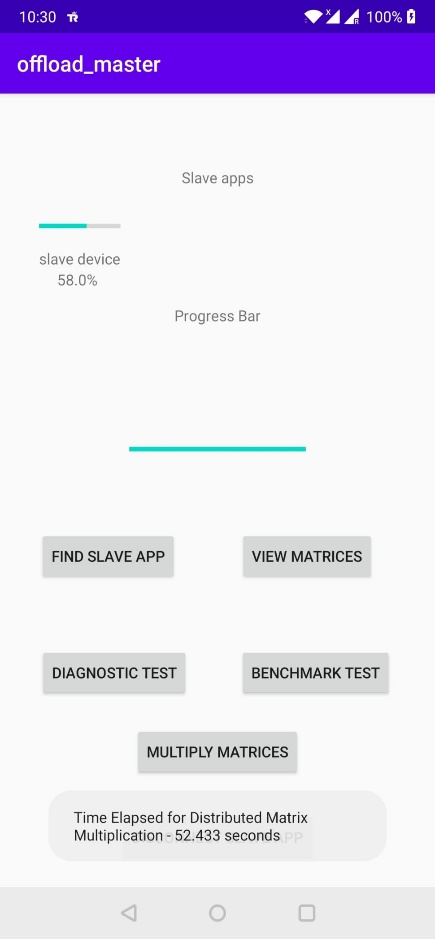 10:30 100%
offload_master
Slave apps
slave device
58.0%
Progress Bar
FIND SLAVE APP
VIEW MATRICES
DIAGNOSTIC TEST
BENCHMARK TEST
MULTIPLY MATRICES
Time Elapsed for Distributed Matrix
Multiplication - 52.433 seconds